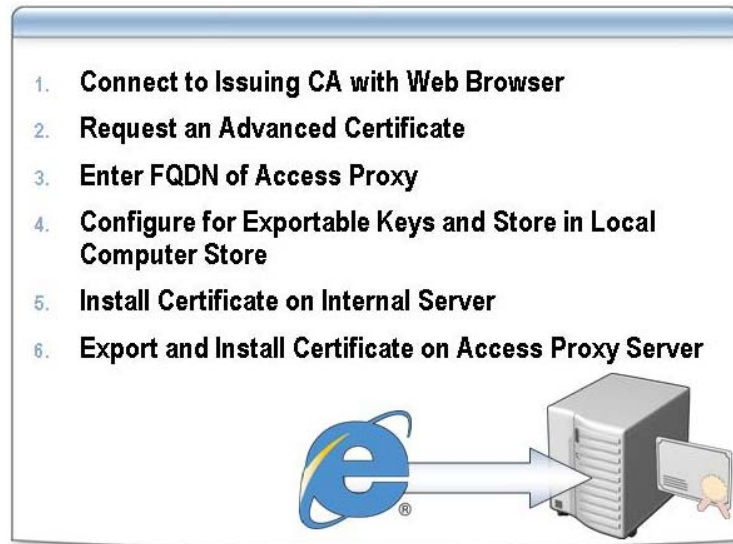 1. Connect to Issuing CA with Web Browser
2. Request an Advanced Certificate
3. Enter FQDN of Access Proxy
4. Configure for Exportable Keys and Store in Local
Computer Store
5. Install Certificate on Internal Server
6. Export and Install Certificate on Access Proxy Server
®